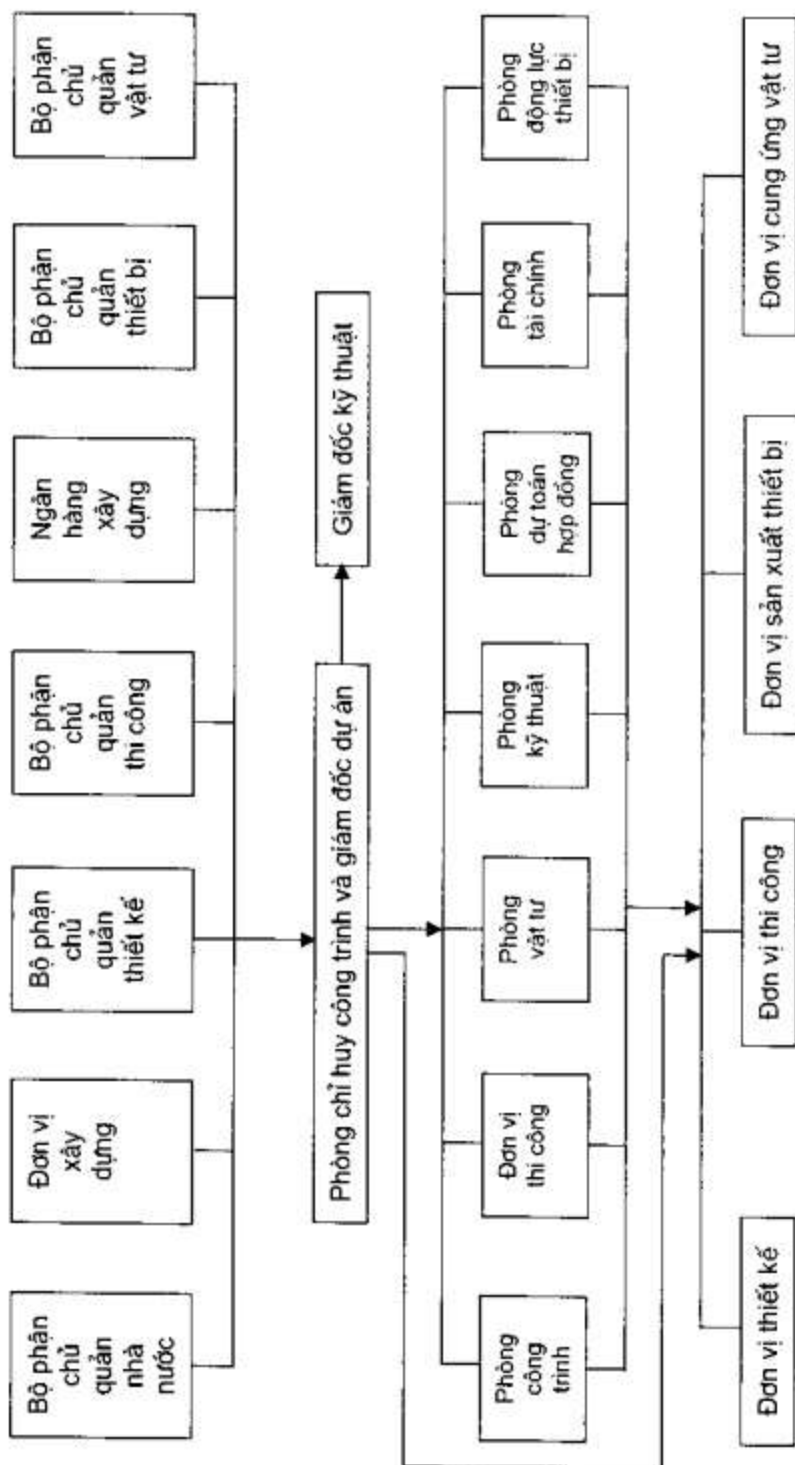 Bộ phận
chủ
quản
nhà
nước
Đơn vị
xây
dựng
Bộ phận
chủ
quản
thiết kế
Bộ phận
chủ
quản
thi công
Ngân
hàng
xây
dựng
Bộ phận
chủ
quản
thiết bị
Bộ phận
chủ
quản
vật tư
Phòng chỉ huy công trình và giám đốc dự án
Giám đốc kỹ thuật
Phòng
công
trình
Đơn vị
thi công
Phòng
vật tư
Phòng
kỹ thuật
Phòng
dự toán
hợp đồng
Phòng
tài chính
Phòng
động lực
thiết bị
Đơn vị thiết kế
Đơn vị thi công
Đơn vị sản xuất thiết bị
Đơn vị cung ứng vật tư